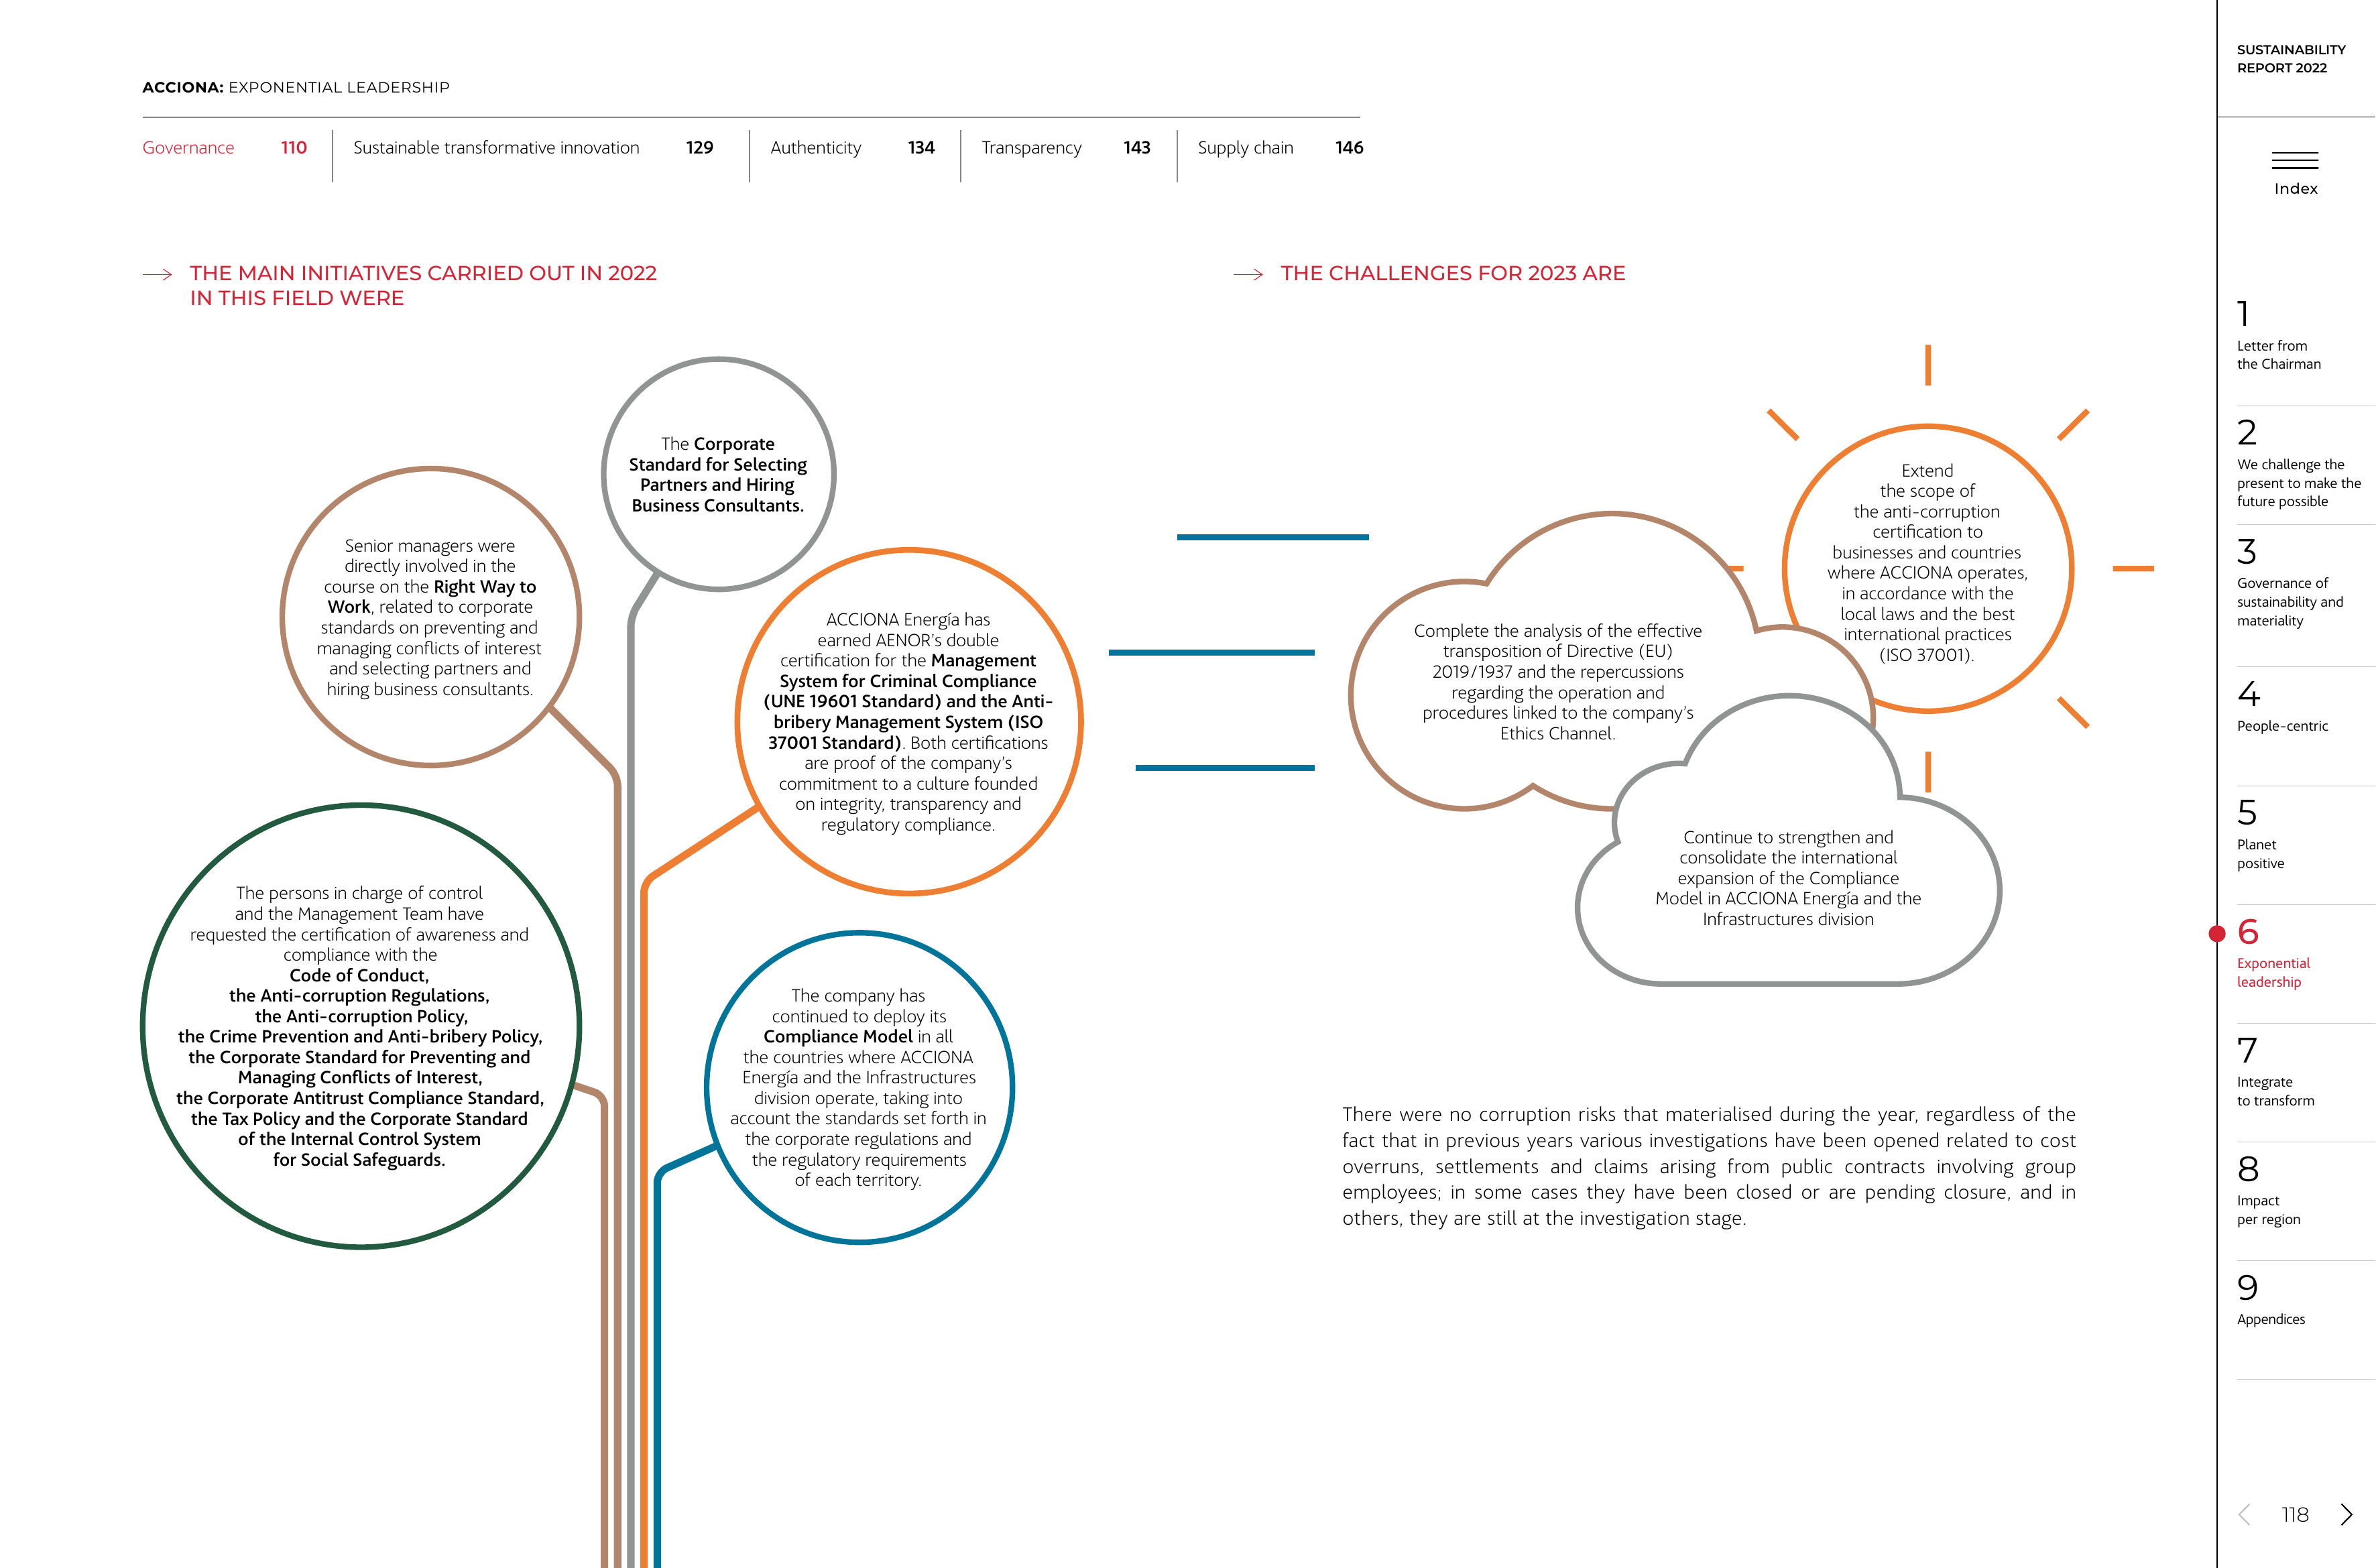 ACCIONA: EXPONENTIAL LEADERSHIP
Governance 110
Sustainable transformative innovation 129
Authenticity 134
Transparency 143
Supply chain 146
THE MAIN INITIATIVES CARRIED OUT IN 2022
IN THIS FIELD WERE
The Corporate
Standard for Selecting
Partners and Hiring
Business Consultants.
Senior managers were
directly involved in the
course on the Right Way to
Work, related to corporate
standards on preventing and
managing conflicts of interest
and selecting partners and
hiring business consultants.
ACCIONA Energía has
earned AENOR's double
certification for the Management
System for Criminal Compliance
(UNE 19601 Standard) and the Anti-
bribery Management System (ISO
37001 Standard). Both certifications
are proof of the company's
commitment to a culture founded
on integrity, transparency and
regulatory compliance.
The persons in charge of control
and the Management Team have
requested the certification of awareness and
compliance with the
Code of Conduct,
the Anti-corruption Regulations,
the Anti-corruption Policy,
the Crime Prevention and Anti-bribery Policy,
the Corporate Standard for Preventing and
Managing Conflicts of Interest,
the Corporate Antitrust Compliance Standard,
the Tax Policy and the Corporate Standard
of the Internal Control System
for Social Safeguards.
The company has
continued to deploy its
Compliance Model in all
the countries where ACCIONA
Energía and the Infrastructures
division operate, taking into
account the standards set forth in
the corporate regulations and
the regulatory requirements
of each territory.
THE CHALLENGES FOR 2023 ARE
Extend
the scope of
the anti-corruption
certification to
businesses and countries
where ACCIONA operates,
in accordance with the
local laws and the best
international practices
(ISO 37001).
Complete the analysis of the effective
transposition of Directive (EU)
2019/1937 and the repercussions
regarding the operation and
procedures linked to the company's
Ethics Channel.
Continue to strengthen and
consolidate the international
expansion of the Compliance
Model in ACCIONA Energía and the
Infrastructures division
There were no corruption risks that materialised during the year, regardless of the
fact that in previous years various investigations have been opened related to cost
overruns, settlements and claims arising from public contracts involving group
employees; in some cases they have been closed or are pending closure, and in
others, they are still at the investigation stage.
SUSTAINABILITY
REPORT 2022
Index
1
Letter from
the Chairman
2
We challenge the
present to make the
future possible
3
Governance of
sustainability and
materiality
4
People-centric
5
Planet
positive
6
Exponential
leadership
7
Integrate
to transform
8
Impact
per region
9
Appendices
118